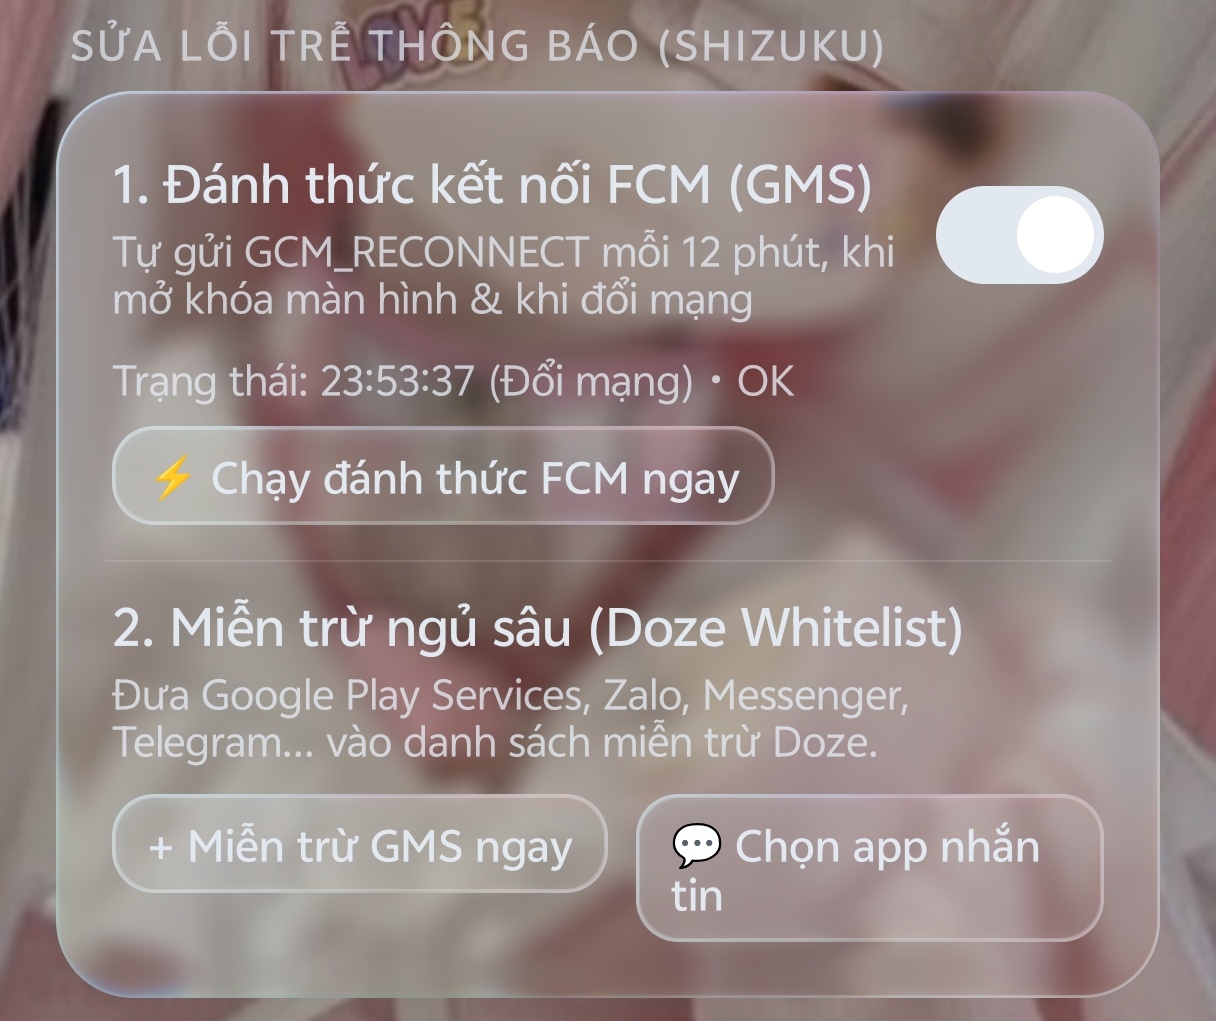 SỬA LỖI TRỄ THÔNG BÁO (SHIZUKU)
1. Đánh thức kết nối FCM (GMS)
Tự gửi GCM_RECONNECT mỗi 12 phút, khi
mở khóa màn hình & khi đổi mạng
Trạng thái: 23:53:37 (Đổi mạng) • OK
⚡ Chạy đánh thức FCM ngay
2. Miễn trừ ngủ sâu (Doze Whitelist)
Đưa Google Play Services, Zalo, Messenger,
Telegram... vào danh sách miễn trừ Doze.
+ Miễn trừ GMS ngay
💬 Chọn app nhắn
tin